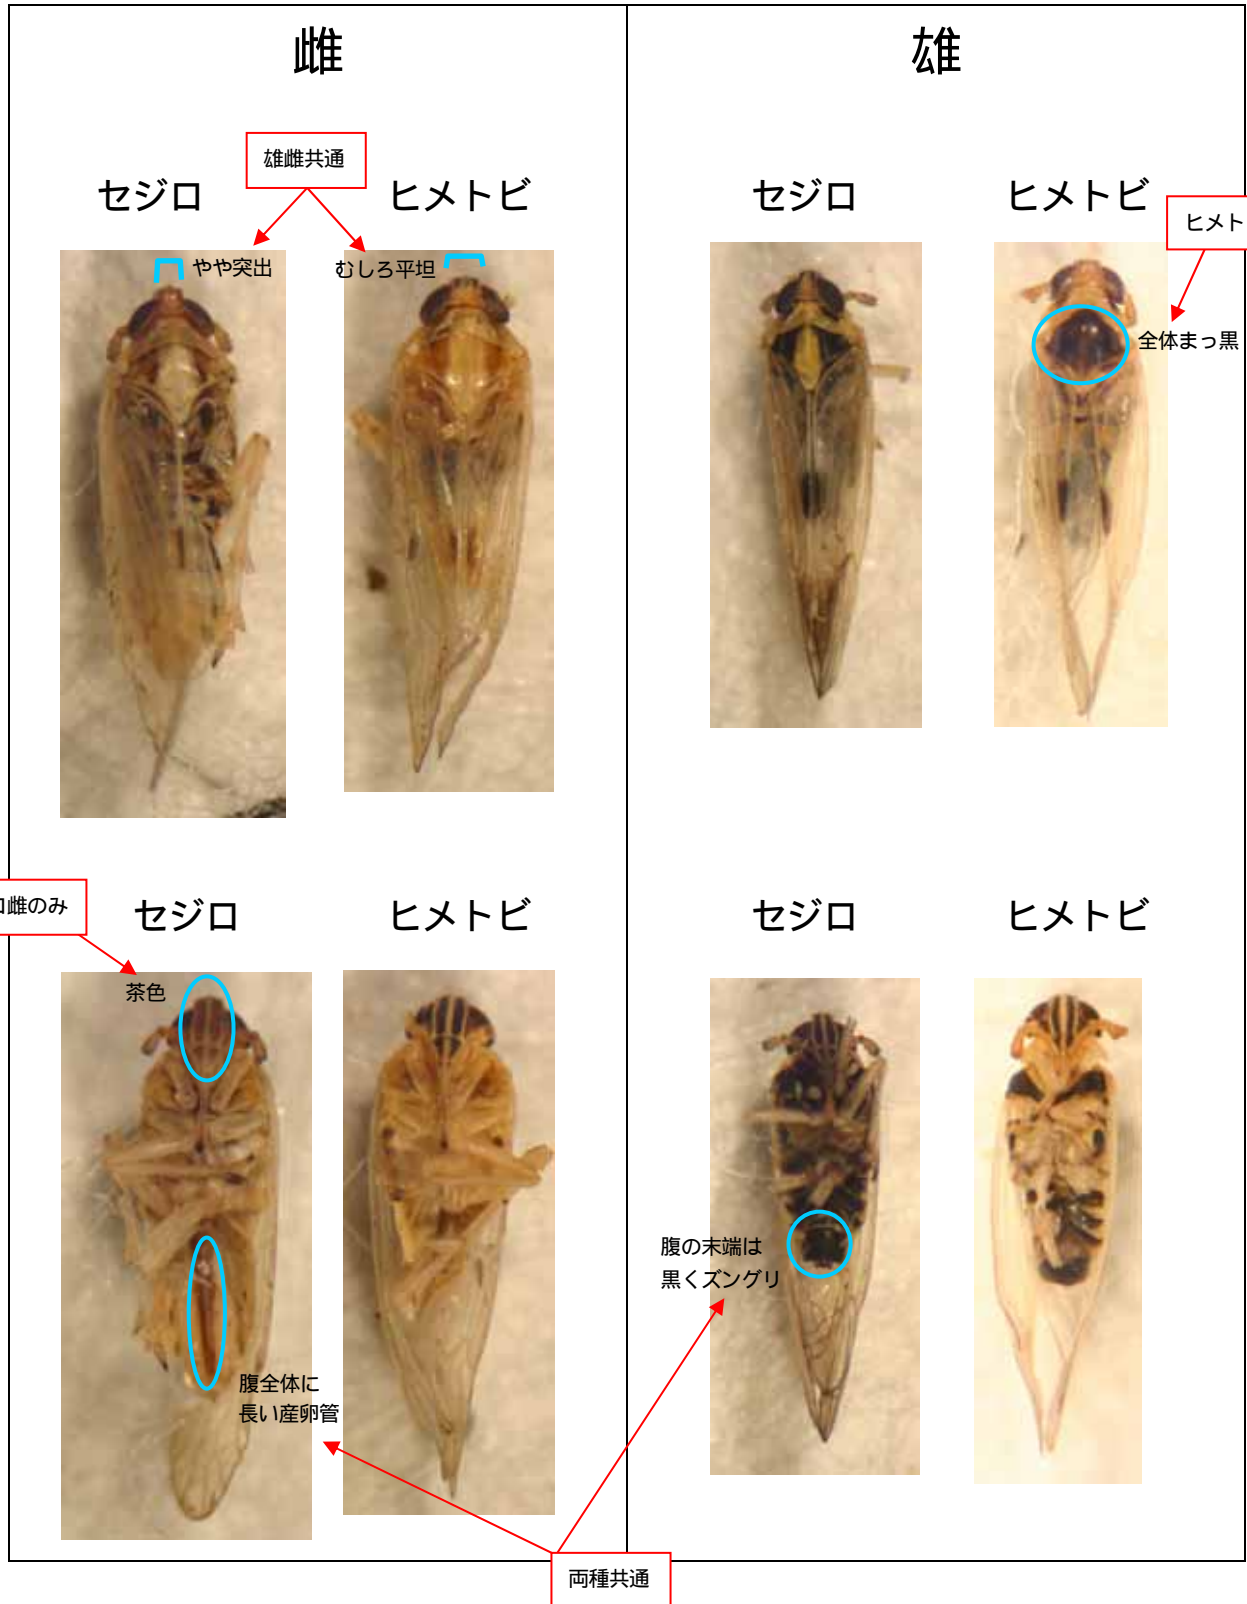 雌
雄
雄雌共通
セジロ
ヒメトビ
セジロ
ヒメトビ
ヒメト
やや突出
むしろ平坦
全体まっ黒
雌のみ
セジロ
ヒメトビ
セジロ
ヒメトビ
茶色
腹の末端は
黒くズングリ
腹全体に
長い産卵管
両種共通